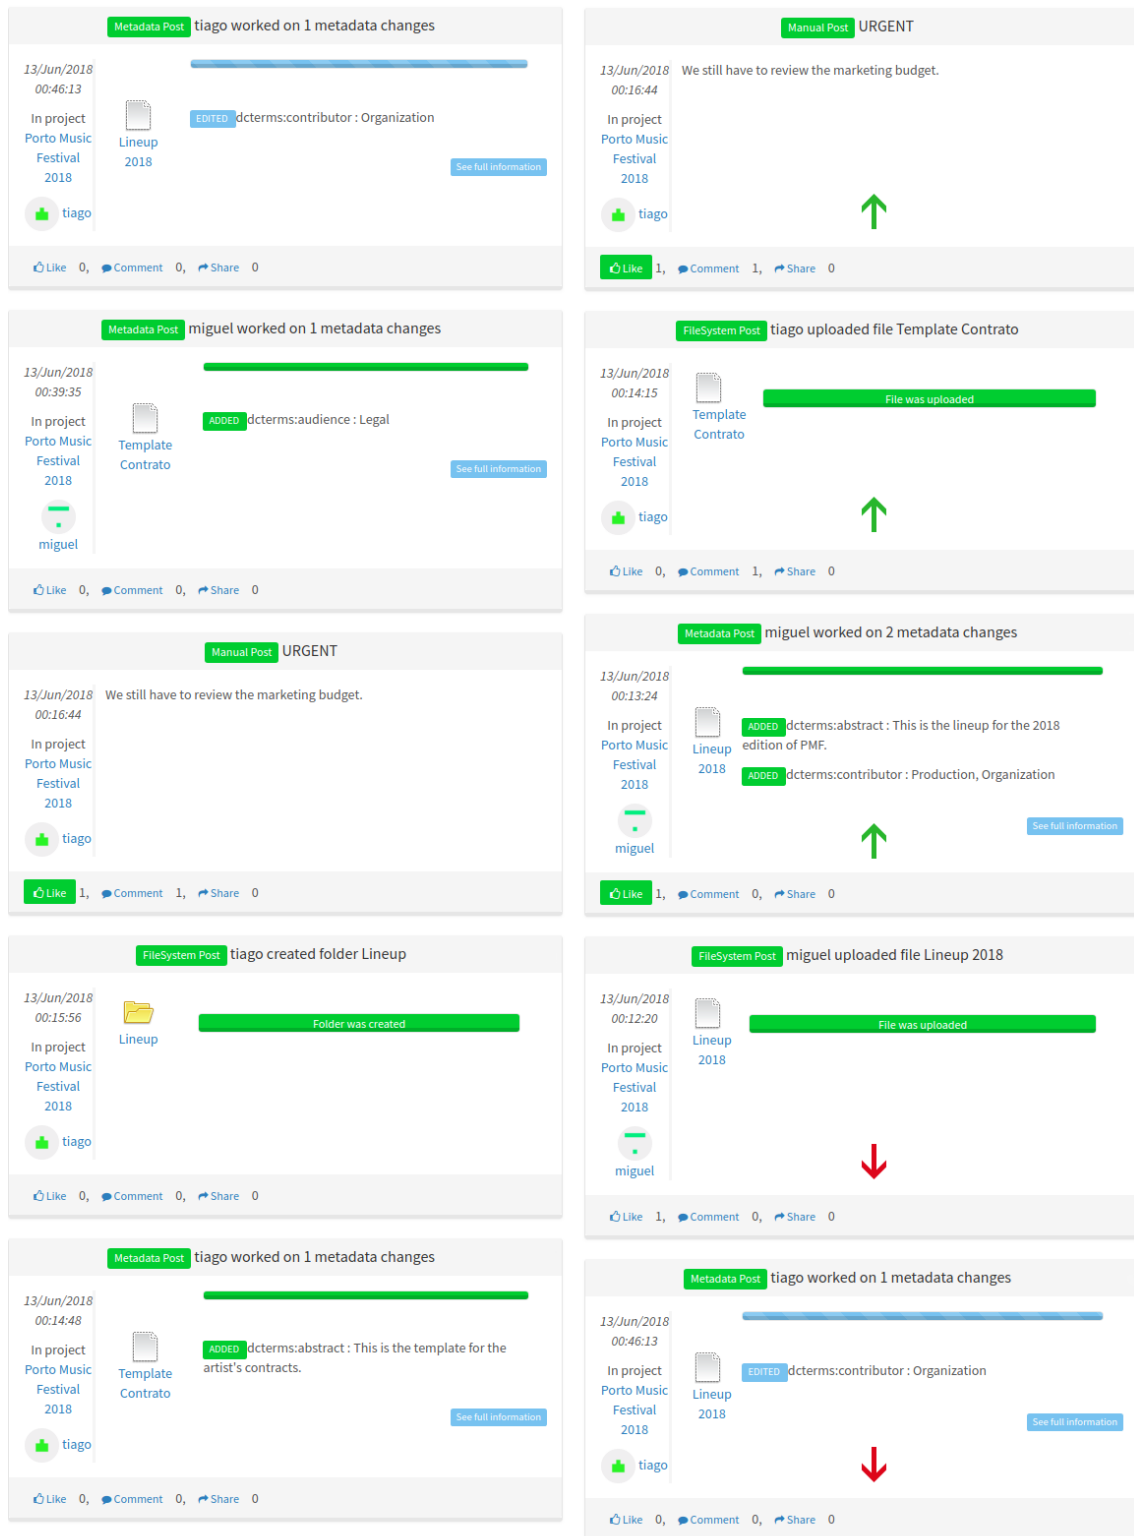 Metadata Post tiago worked on 1 metadata changes
13/Jun/2018
00:46:13
In project
Porto Music
Festival
2018
tiago
Lineup
2018
EDITED dcterms:contributor : Organization
See full information
Like 0, Comment 0, Share 0
Metadata Post miguel worked on 1 metadata changes
13/Jun/2018
00:39:35
In project
Porto Music
Festival
2018
miguel
Template
Contrato
ADDED dcterms:audience : Legal
See full information
Like 0, Comment 0, Share 0
Manual Post URGENT
13/Jun/2018
00:16:44
In project
Porto Music
Festival
2018
tiago
We still have to review the marketing budget.
Like 1, Comment 1, Share 0
FileSystem Post tiago created folder Lineup
13/Jun/2018
00:15:56
In project
Porto Music
Festival
2018
tiago
Lineup
Folder was created
Like 0, Comment 0, Share 0
Metadata Post tiago worked on 1 metadata changes
13/Jun/2018
00:14:48
In project
Porto Music
Festival
2018
tiago
Template
Contrato
ADDED dcterms:abstract : This is the template for the
artist's contracts.
See full information
Like 0, Comment 0, Share 0
Manual Post URGENT
13/Jun/2018
00:16:44
In project
Porto Music
Festival
2018
tiago
We still have to review the marketing budget.
Like 1, Comment 1, Share 0
FileSystem Post tiago uploaded file Template Contrato
13/Jun/2018
00:14:15
In project
Porto Music
Festival
2018
tiago
Template
Contrato
File was uploaded
Like 0, Comment 1, Share 0
Metadata Post miguel worked on 2 metadata changes
13/Jun/2018
00:13:24
In project
Porto Music
Festival
2018
miguel
Lineup
2018
ADDED dcterms:abstract : This is the lineup for the 2018
edition of PMF.
ADDED dcterms:contributor : Production, Organization
See full information
Like 1, Comment 0, Share 0
FileSystem Post miguel uploaded file Lineup 2018
13/Jun/2018
00:12:20
In project
Porto Music
Festival
2018
miguel
Lineup
2018
File was uploaded
Like 1, Comment 0, Share 0
Metadata Post tiago worked on 1 metadata changes
13/Jun/2018
00:46:13
In project
Porto Music
Festival
2018
tiago
Lineup
2018
EDITED dcterms:contributor : Organization
See full information
Like 0, Comment 0, Share 0